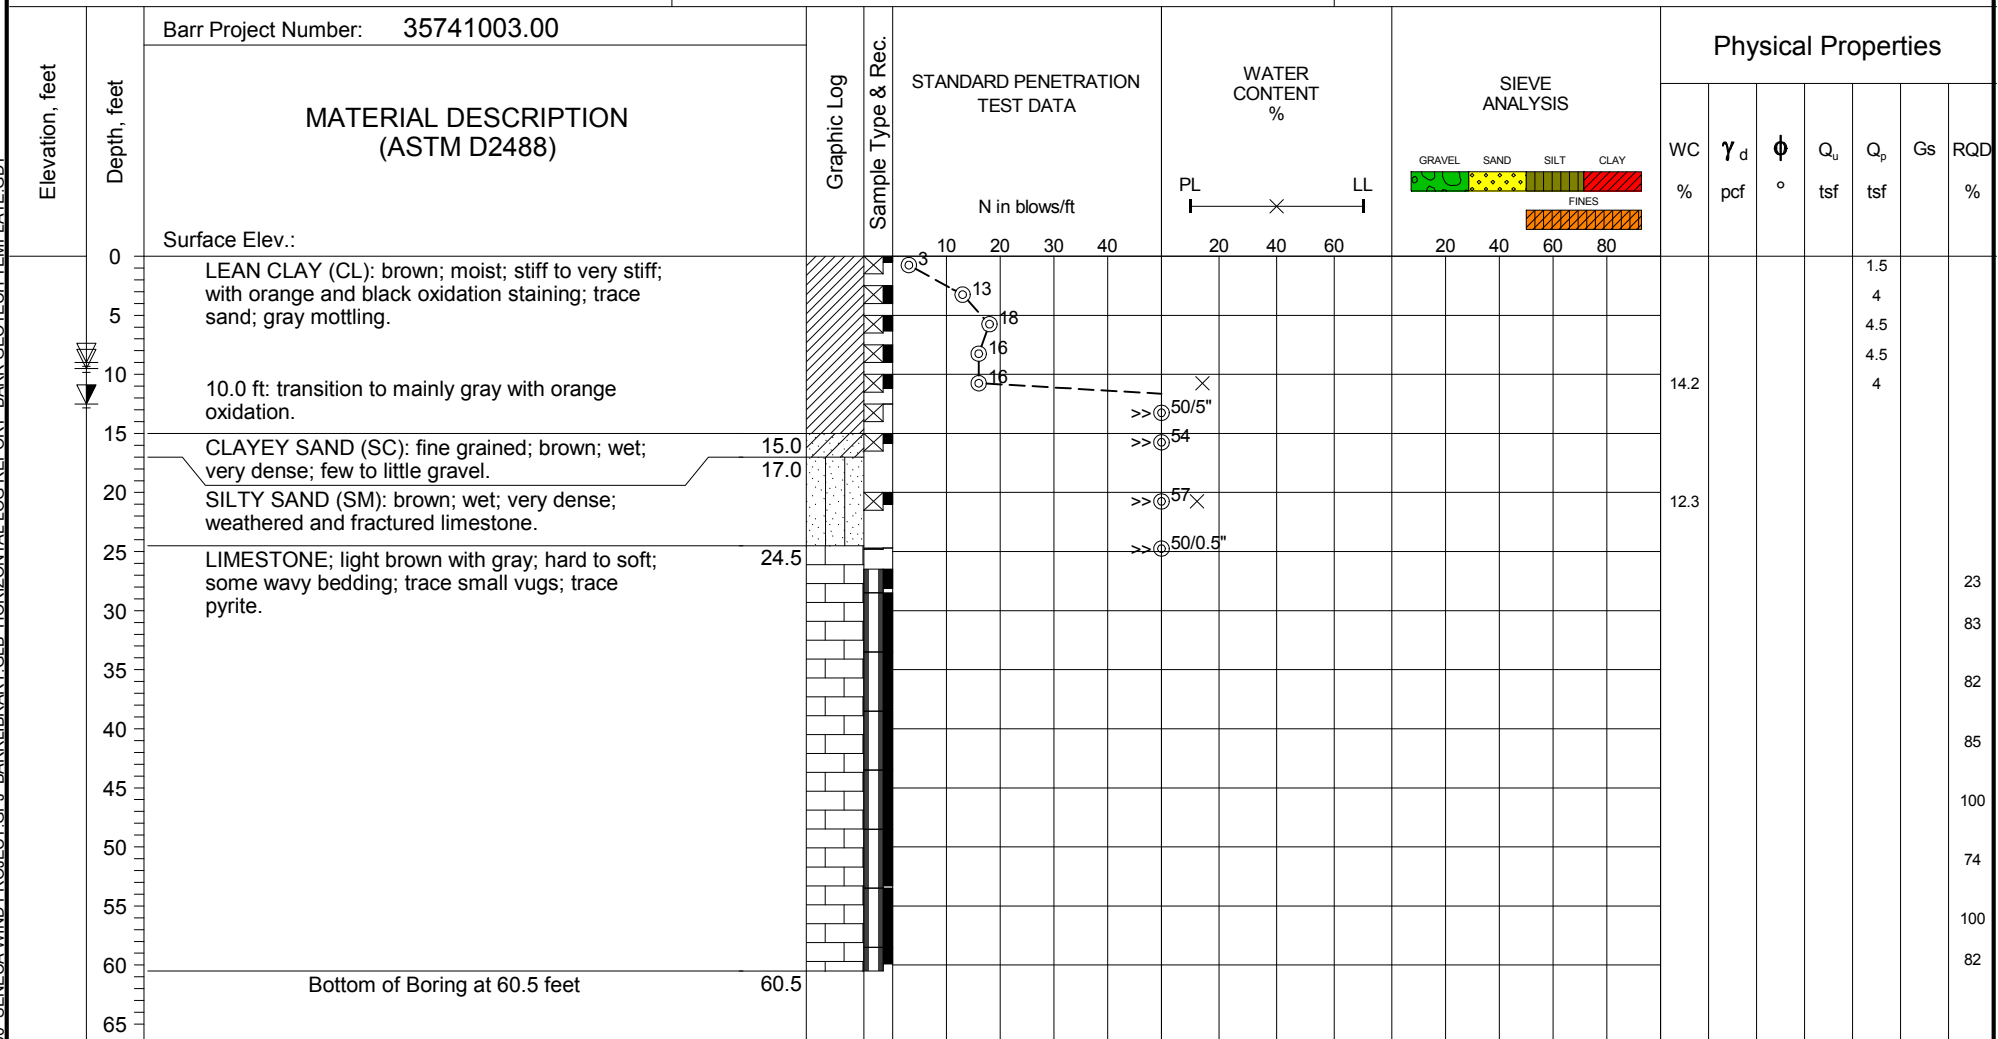 Barr Project Number: 35741003.00
Elevation, feet
Depth, feet
MATERIAL DESCRIPTION
(ASTM D2488)
Graphic Log
Sample Type & Rec.
STANDARD PENETRATION
TEST DATA
N in blows/ft
WATER
CONTENT
%
PL LL
SIEVE
ANALYSIS
GRAVEL SAND SILT CLAY
FINES
Physical Properties
WC γd ϕ Qu Qp Gs RQD
% pcf ° tsf tsf %
Surface Elev.:
10 20 30 40 20 40 60 20 40 60 80
0
LEAN CLAY (CL): brown; moist; stiff to very stiff;
with orange and black oxidation staining; trace
sand; gray mottling.
3
1.5
13
4
5
18
4.5
16
4.5
10
10.0 ft: transition to mainly gray with orange
oxidation.
16
14.2
4
>> 50/5"
15
CLAYEY SAND (SC): fine grained; brown; wet;
very dense; few to little gravel.
15.0
17.0
>> 54
20
SILTY SAND (SM): brown; wet; very dense;
weathered and fractured limestone.
>> 57
12.3
25
LIMESTONE; light brown with gray; hard to soft;
some wavy bedding; trace small vugs; trace
pyrite.
24.5
>> 50/0.5"
23
30
83
35
82
40
85
45
100
50
74
55
100
60
82
Bottom of Boring at 60.5 feet 60.5
65